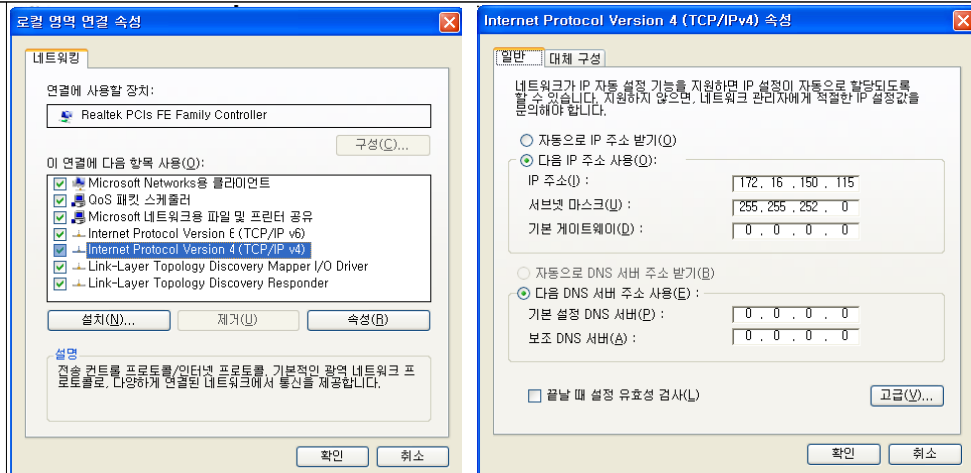 로컬 영역 연결 속성
네트워킹
연결에 사용할 장치:
Realtek PCIs FE Family Controller
구성(C)...
이 연결에 다음 항목 사용(O):
Microsoft Networks용 클라이언트
QoS 패킷 스케줄러
Microsoft 네트워크용 파일 및 프린터 공유
Internet Protocol Version 6 (TCP/IP v6)
Internet Protocol Version 4 (TCP/IP v4)
Link-Layer Topology Discovery Mapper I/O Driver
Link-Layer Topology Discovery Responder
설치(N)... 제거(U) 속성(R)
설명
전송 컨트롤 프로토콜/인터넷 프로토콜, 기본적인 광역 네트워크 프
로토콜로, 다양하게 연결된 네트워크에서 통신을 제공합니다.
확인 취소
Internet Protocol Version 4 (TCP/IPv4) 속성
일반 대체 구성
네트워크가 IP 자동 설정 기능을 지원하면 IP 설정이 자동으로 할당되도록
할 수 있습니다. 지원하지 않으면, 네트워크 관리자에게 적절한 IP 설정값을
문의해야 합니다.
자동으로 IP 주소 받기(O)
다음 IP 주소 사용(O):
IP 주소(I) : 172 . 16 . 150 . 115
서브넷 마스크(U) : 255 . 255 . 252 . 0
기본 게이트웨이(D) : 0 . 0 . 0 . 0
자동으로 DNS 서버 주소 받기(B)
다음 DNS 서버 주소 사용(E) :
기본 설정 DNS 서버(P) : 0 . 0 . 0 . 0
보조 DNS 서버(A) : 0 . 0 . 0 . 0
끝날 때 설정 유효성 검사(L)
고급(V)...
확인 취소